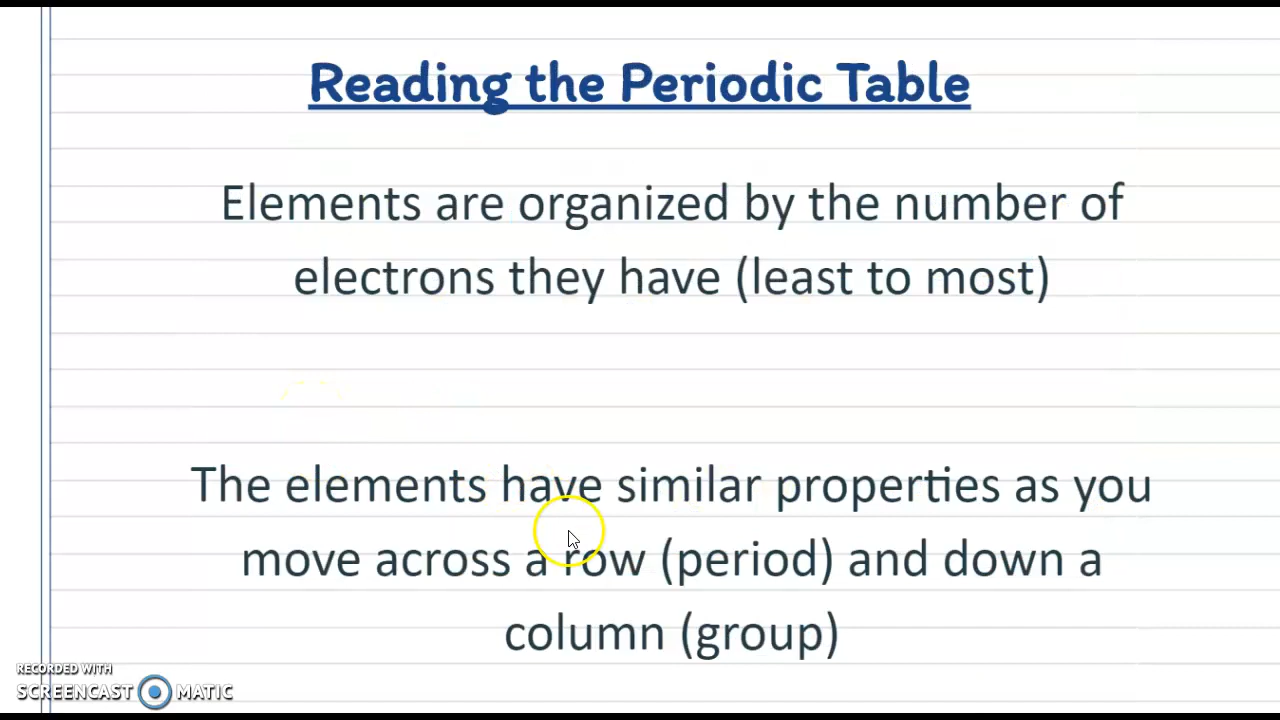 Reading the Periodic Table
Elements are organized by the number of
electrons they have (least to most)
The elements have similar properties as you
move across a row (period) and down a
column (group)
RECORDED WITH
SCREENCAST MATIC